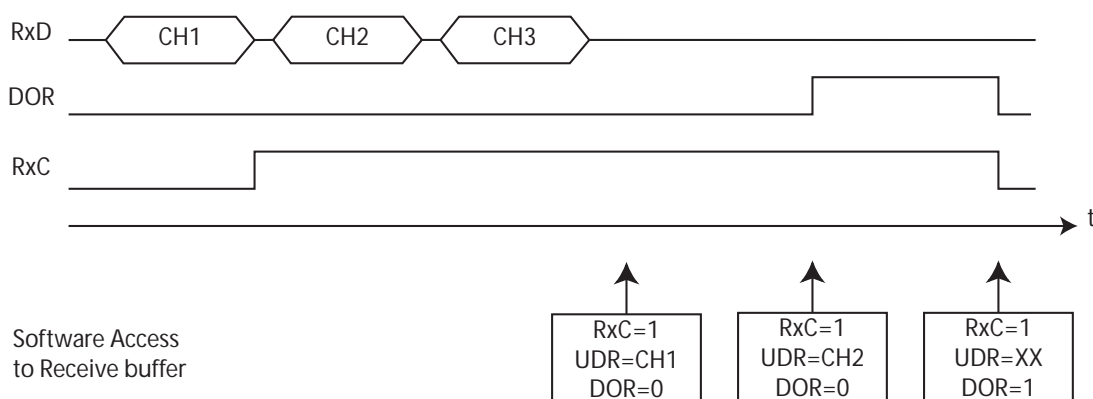 RxD CH1 CH2 CH3
DOR
RxC
t
Software Access
to Receive buffer
RxC=1
UDR=CH1
DOR=0
RxC=1
UDR=CH2
DOR=0
RxC=1
UDR=XX
DOR=1